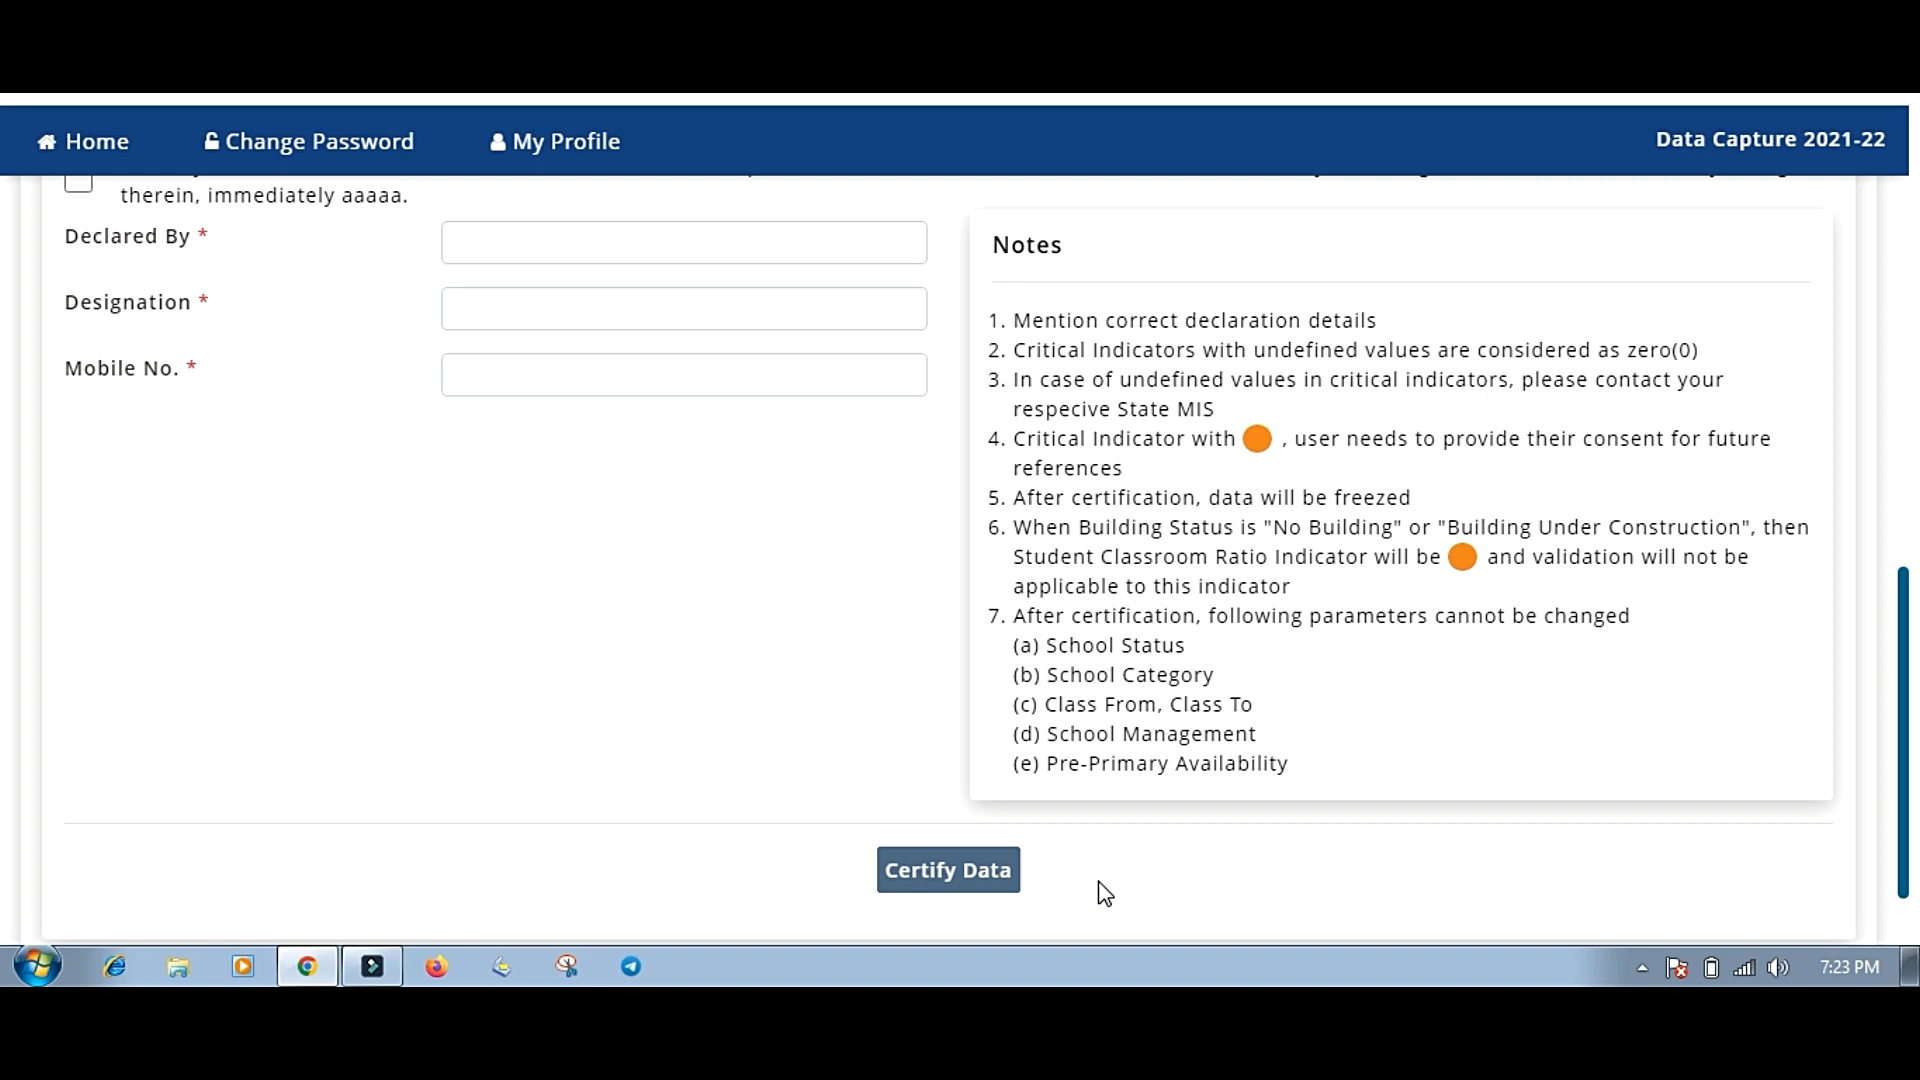 Home Change Password My Profile Data Capture 2021-22
therein, immediately aaaaa.
Declared By *
Designation *
Mobile No. *
Notes
1. Mention correct declaration details
2. Critical Indicators with undefined values are considered as zero(0)
3. In case of undefined values in critical indicators, please contact your
respecive State MIS
4. Critical Indicator with , user needs to provide their consent for future
references
5. After certification, data will be freezed
6. When Building Status is "No Building" or "Building Under Construction", then
Student Classroom Ratio Indicator will be and validation will not be
applicable to this indicator
7. After certification, following parameters cannot be changed
(a) School Status
(b) School Category
(c) Class From, Class To
(d) School Management
(e) Pre-Primary Availability
Certify Data
7:23 PM